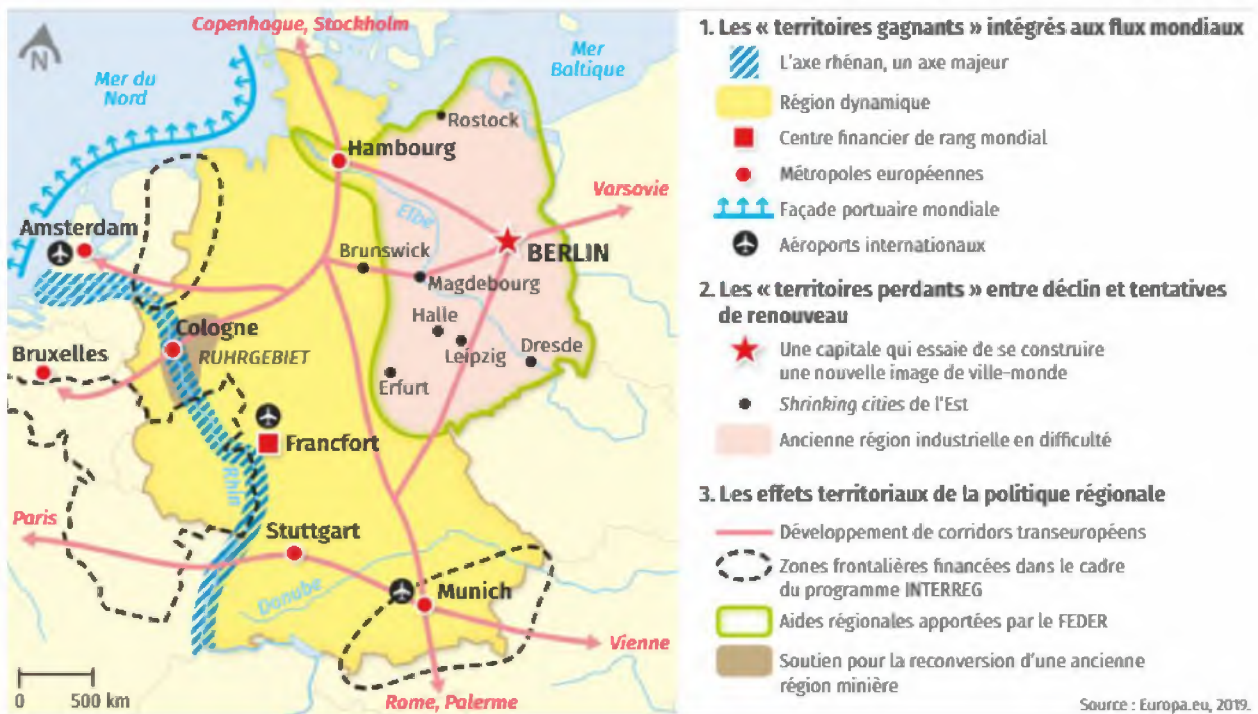 Copenhague, Stockholm
N
Mer du
Nord
Mer
Baltique
Rostock
Hambourg
Varsovie
Elbe
Amsterdam
Brunswick
BERLIN
Magdebourg
Halle
Cologne
Leipzig
Dresde
Bruxelles
RUHRGEBIET
Erfurt
Francfort
Rhin
Paris
Stuttgart
Danube
Munich
Vienne
0 500 km
Rome, Palerme
1. Les « territoires gagnants » intégrés aux flux mondiaux
L'axe rhénan, un axe majeur
Région dynamique
Centre financier de rang mondial
Métropoles européennes
Façade portuaire mondiale
Aéroports internationaux
2. Les « territoires perdants » entre déclin et tentatives
de renouveau
Une capitale qui essaie de se construire
une nouvelle image de ville-monde
Shrinking cities de l'Est
Ancienne région industrielle en difficulté
3. Les effets territoriaux de la politique régionale
Développement de corridors transeuropéens
Zones frontalières financées dans le cadre
du programme INTERREG
Aides régionales apportées par le FEDER
Soutien pour la reconversion d'une ancienne
région minière
Source : Europa.eu, 2019.